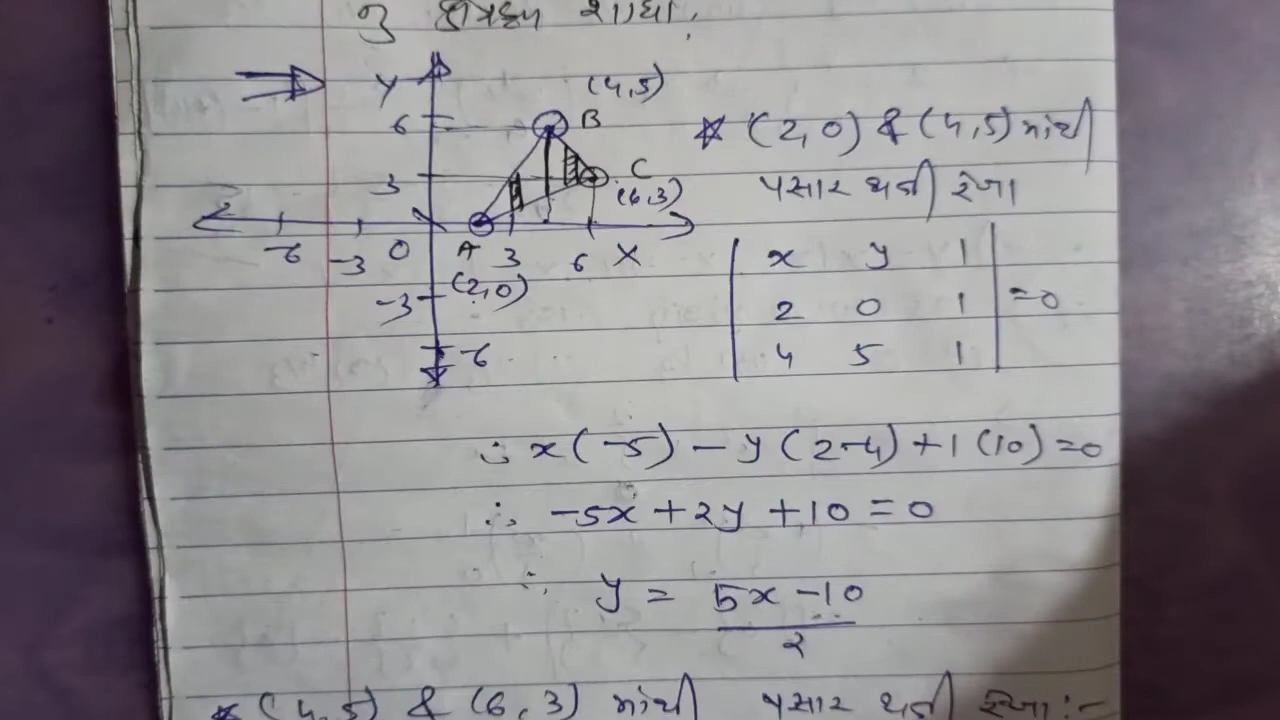 નું ક્ષેત્રફળ શોધો.
Y
(4,5)
6
B
3
C
(6,3)
-6 -3 0 A 3 6 X
(2,0)
-3
-6
* (2,0) & (4,5) માંથી
પસાર થતી રેખા
x y 1
2 0 1 =0
4 5 1
∴ x(-5) - y(2-4) + 1(10) = 0
∴ -5x + 2y + 10 = 0
∴ y = 5x - 10
2
* (4,5) & (6,3) માંથી પસાર થતી રેખા :-